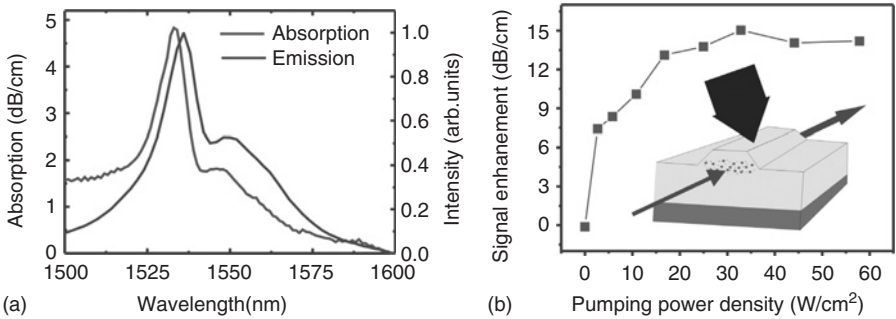 Absorption (dB/cm)
5
4
3
2
1
0
Absorption
Emission
1.0
0.8
0.6
0.4
0.2
0.0
Intensity (arb.units)
1500 1525 1550 1575 1600
(a) Wavelength(nm)
Signal enhanement (dB/cm)
15
12
9
6
3
0
0 10 20 30 40 50 60
(b) Pumping power density (W/cm²)